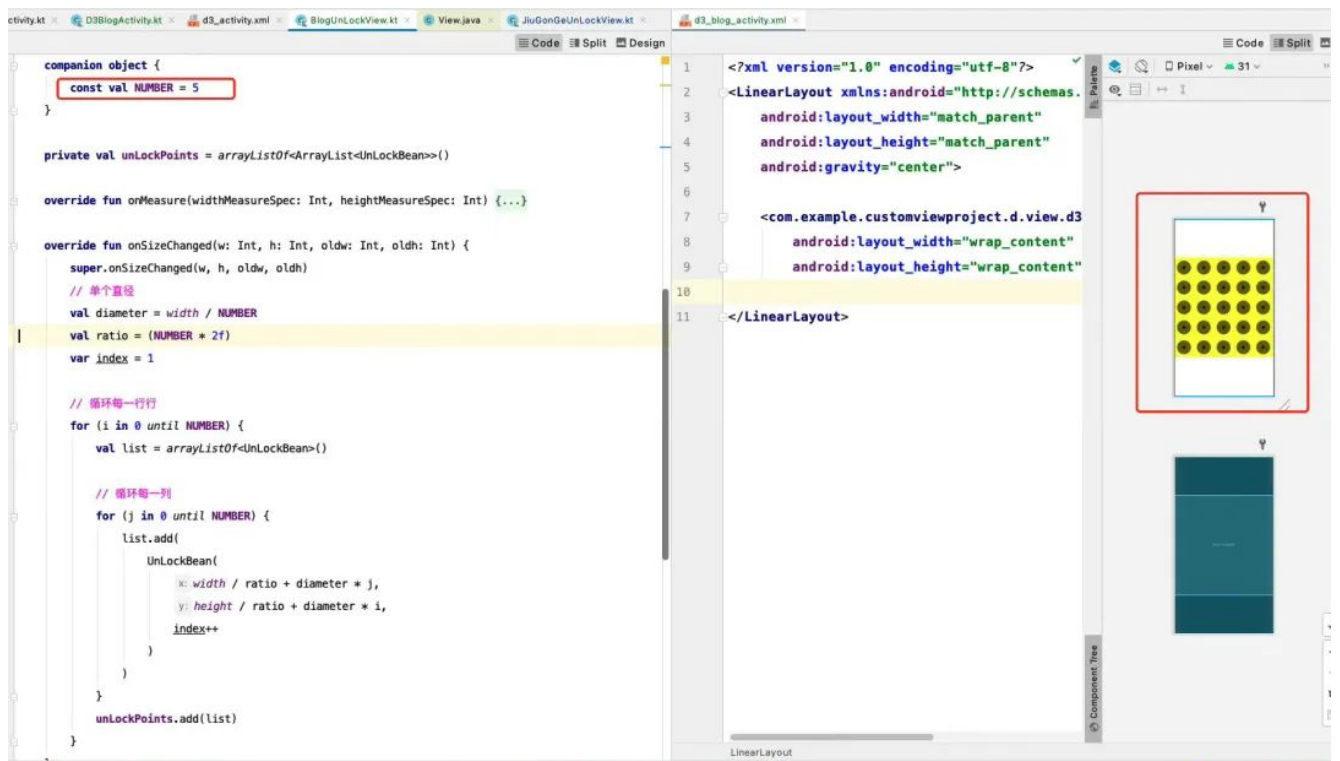 ctivity.kt
D3BlogActivity.kt
d3_activity.xml
BlogUnLockView.kt
View.java
JiuGonGeUnLockView.kt
d3_blog_activity.xml
Code
Split
Design
Code
Split
companion object {
const val NUMBER = 5
}
private val unLockPoints = arrayListOf<ArrayList<UnLockBean>>()
override fun onMeasure(widthMeasureSpec: Int, heightMeasureSpec: Int) {...}
override fun onSizeChanged(w: Int, h: Int, oldw: Int, oldh: Int) {
super.onSizeChanged(w, h, oldw, oldh)
// 单个直径
val diameter = width / NUMBER
val ratio = (NUMBER * 2f)
var index = 1
// 循环每一行行
for (i in 0 until NUMBER) {
val list = arrayListOf<UnLockBean>()
// 循环每一列
for (j in 0 until NUMBER) {
list.add(
UnLockBean(
x: width / ratio + diameter * j,
y: height / ratio + diameter * i,
index++
)
)
}
unLockPoints.add(list)
}
1 <?xml version="1.0" encoding="utf-8"?>
2 <LinearLayout xmlns:android="http://schemas.
3 android:layout_width="match_parent"
4 android:layout_height="match_parent"
5 android:gravity="center">
6
7 <com.example.customviewproject.d.view.d3
8 android:layout_width="wrap_content"
9 android:layout_height="wrap_content"
10
11 </LinearLayout>
LinearLayout
Palette
Pixel
31
Component Tree